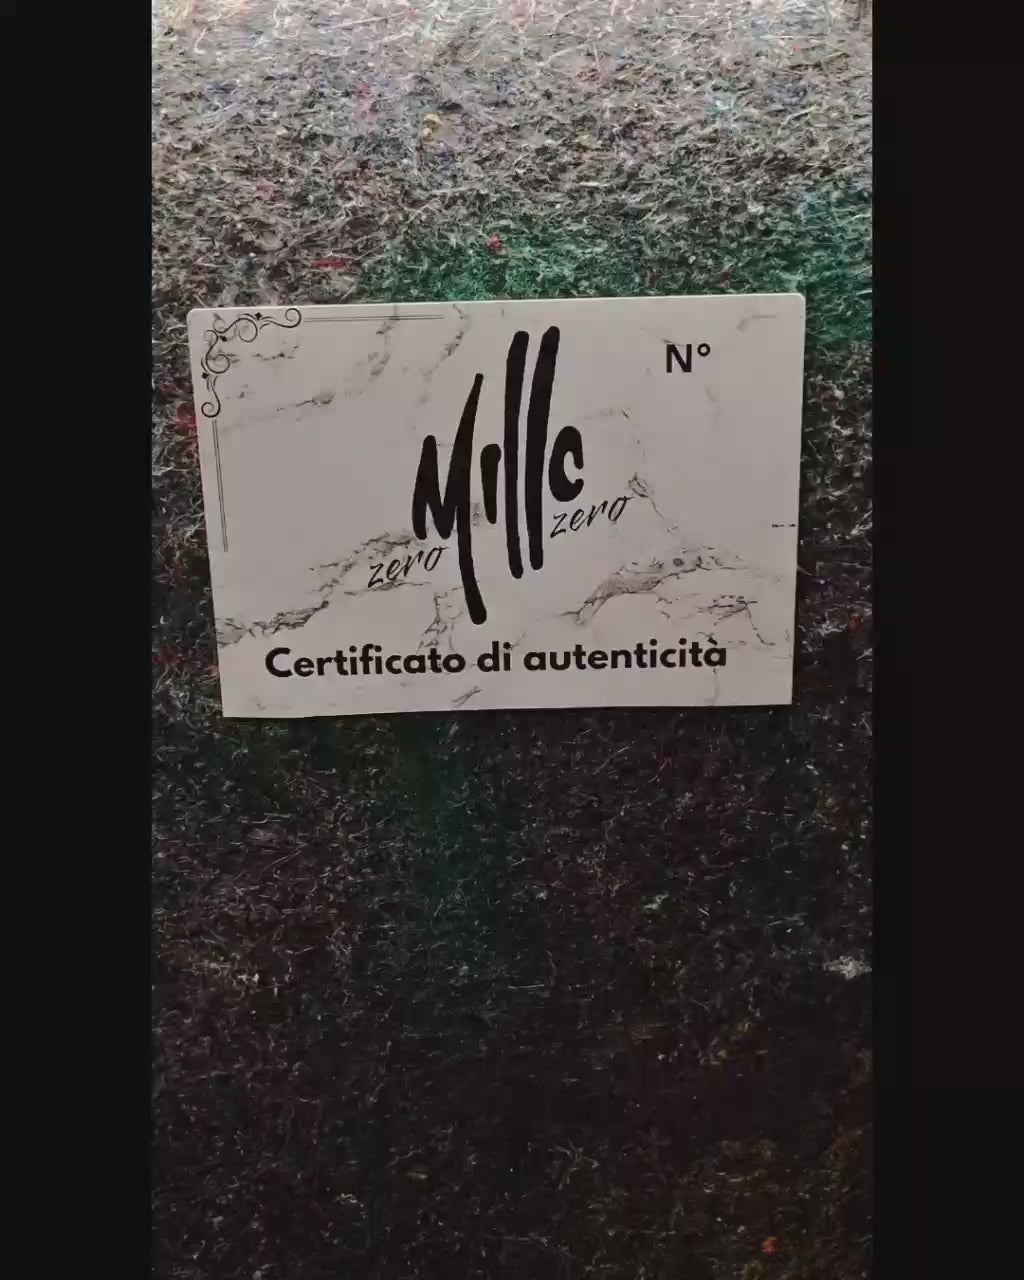 N°
Mille
zero zero
Certificato di autenticità